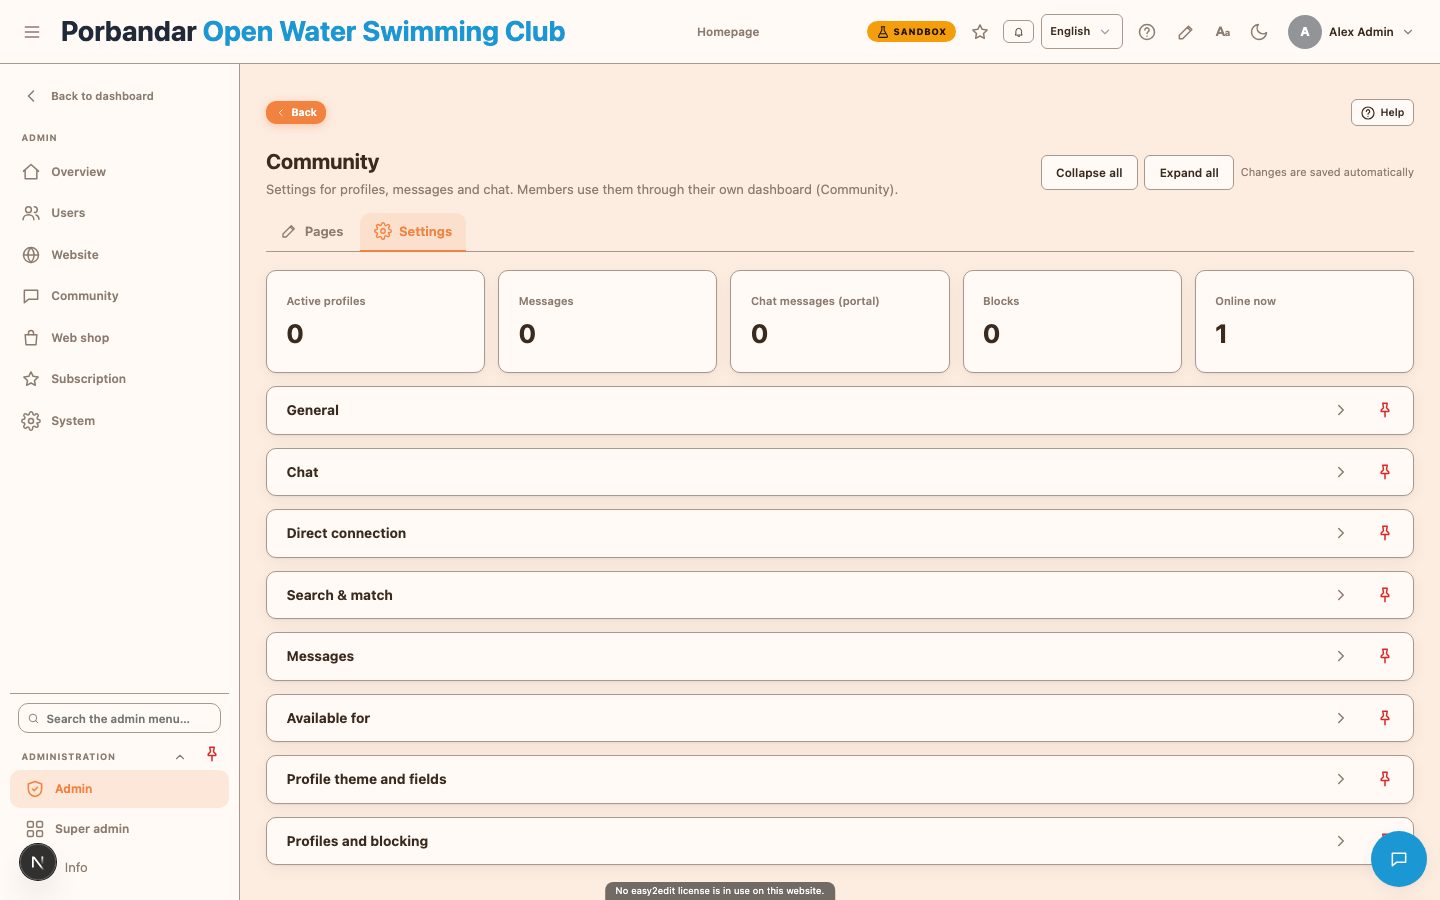 Porbandar Open Water Swimming Club
Homepage
SANDBOX
English
Aa
A
Alex Admin
Back to dashboard
ADMIN
Overview
Users
Website
Community
Web shop
Subscription
System
Search the admin menu...
ADMINISTRATION
Admin
Super admin
N
Info
Back
Help
Community
Settings for profiles, messages and chat. Members use them through their own dashboard (Community).
Collapse all
Expand all
Changes are saved automatically
Pages
Settings
Active profiles
0
Messages
0
Chat messages (portal)
0
Blocks
0
Online now
1
General
Chat
Direct connection
Search & match
Messages
Available for
Profile theme and fields
Profiles and blocking
No easy2edit license is in use on this website.